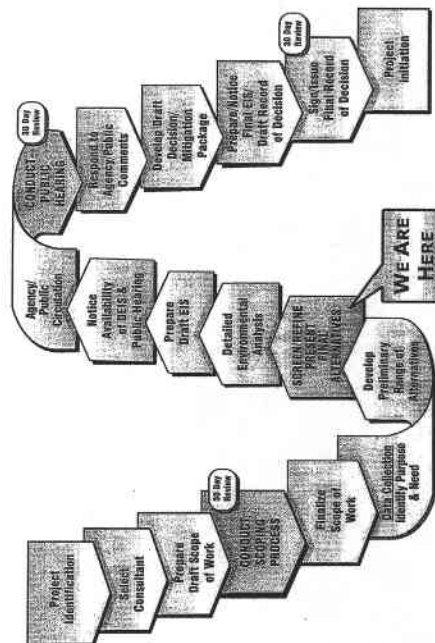 Project
Identification
Select
Consultant
Prepare
Draft Scope
of Work
CONDUCT
SCOPING
PROCESS
30 Day
Review
Finalize
Scope of
Work
Data Collection
Identify Purpose
& Need
Develop
Preliminary
Range of
Alternatives
SCREEN/REFINE
PRESENT
FINAL
ALTERNATIVES
WE ARE
HERE
Detailed
Environmental
Analysis
Prepare
Draft EIS
Notice
Availability
of DEIS &
Public Hearing
Agency/
Public
Circulation
CONDUCT
PUBLIC
HEARING
30 Day
Review
Respond to
Agency/Public
Comments
Develop Draft
Decision/
Mitigation
Package
Prepare/Notice
Final EIS/
Draft Record
of Decision
Sign/Issue
Final Record
of Decision
30 Day
Review
Project
Initiation